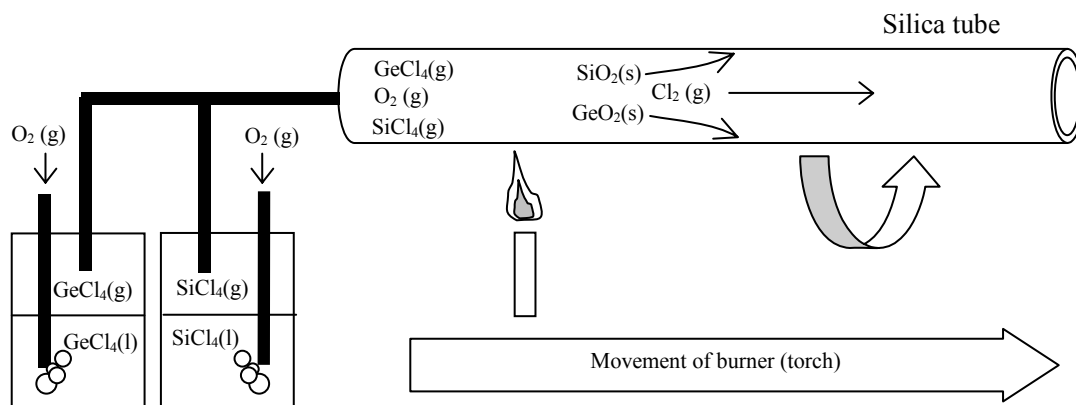 Silica tube
GeCl₄(g)
O₂ (g)
SiCl₄(g)
SiO₂(s)
Cl₂ (g)
GeO₂(s)
O₂ (g)
O₂ (g)
GeCl₄(g)
SiCl₄(g)
GeCl₄(l)
SiCl₄(l)
Movement of burner (torch)